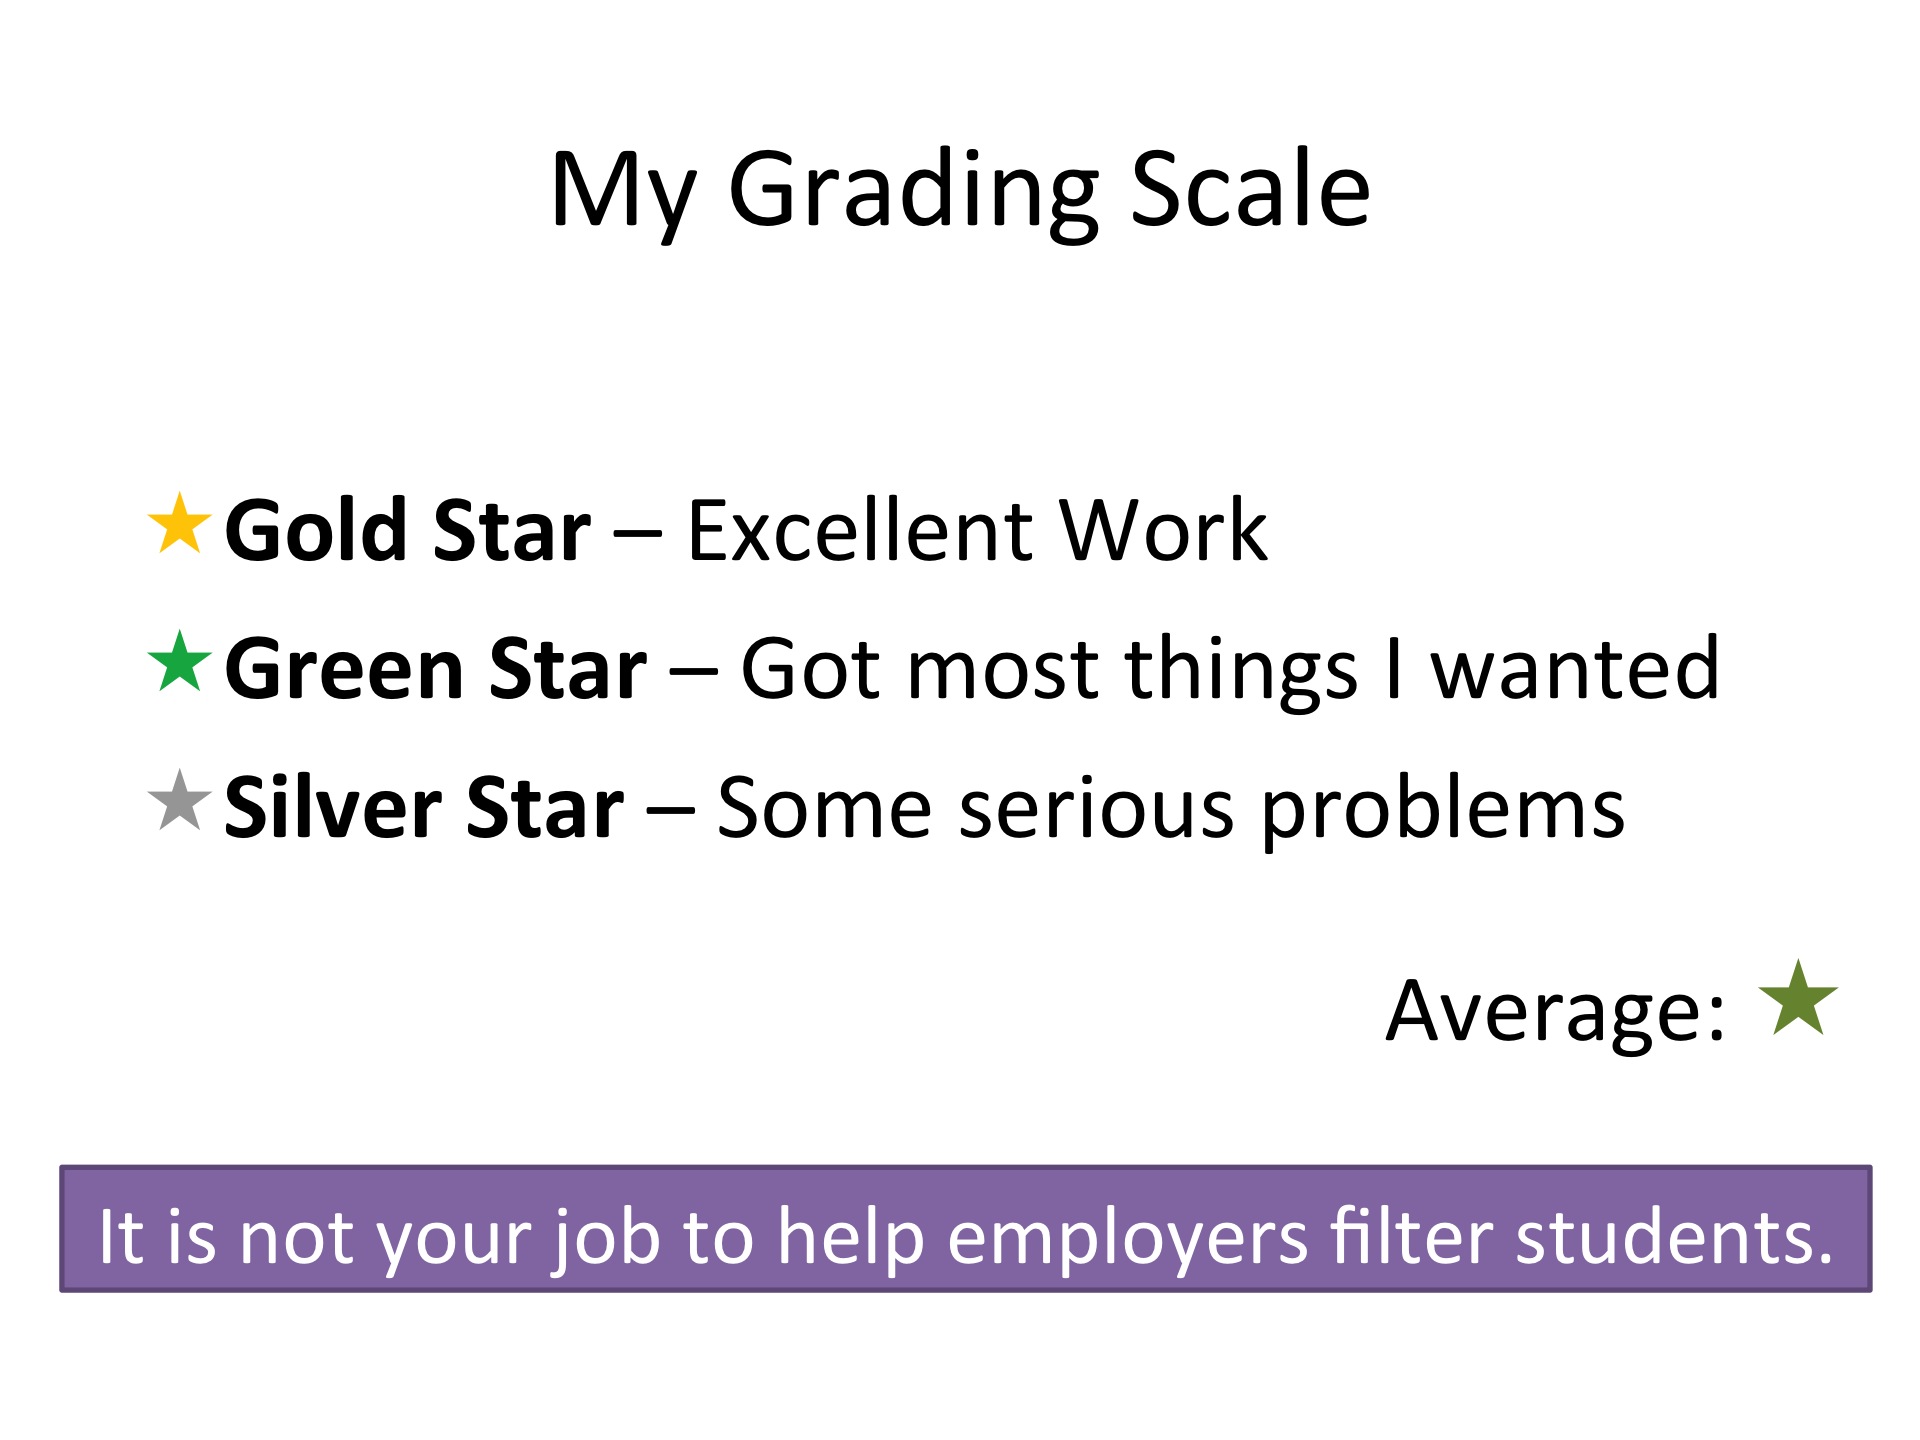 My Grading Scale
★ Gold Star – Excellent Work
★ Green Star – Got most things I wanted
★ Silver Star – Some serious problems
Average: ★
It is not your job to help employers filter students.